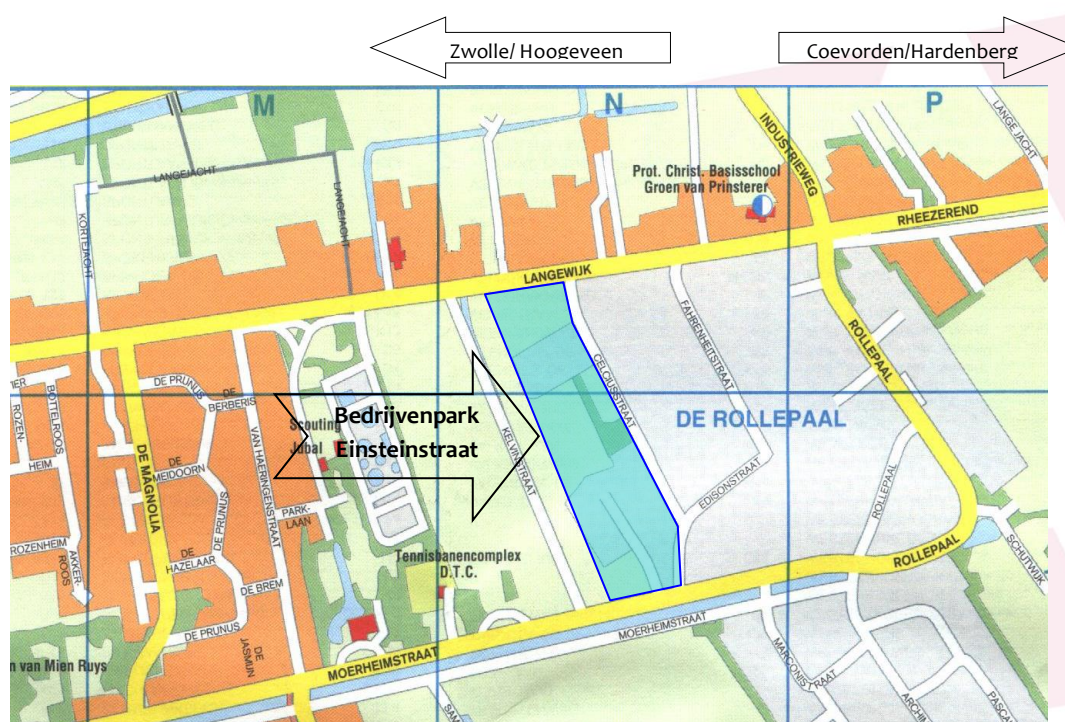 Zwolle/ Hoogeveen
Coevorden/Hardenberg
M
N
P
LANGEJACHT
LANGEJACHT
KORTEJACHT
INDUSTRIEWEG
LANGE JACHT
Prot. Christ. Basisschool
Groen van Prinsterer
RHEEZEREND
LANGEWIJK
FAHRENHEITSTRAAT
CELCIUSSTRAAT
ROLLEPAAL
DE PRUNUS
DE
BERBERIS
BOTTELROOS
ROZEN-
HEIM
Scouting
Jubal
Bedrijvenpark
Einsteinstraat
KELVINSTRAAT
DE ROLLEPAAL
DE MAGNOLIA
DE
MEIDOORN
VAN HAERINGENSTRAAT
DE PRUNUS
PARK-
LAAN
EDISONSTRAAT
ROLLEPAAL
ROZENHEIM
AKKER-
ROOS
DE
HAZELAAR
DE BREM
Tennisbanencomplex
D.T.C.
ROLLEPAAL
SCHUTWIJK
DE PRUNUS
DE
JASMIJN
MOERHEIMSTRAAT
MOERHEIMSTRAAT
n van Mien Ruys
MARCONISTRAAT
ARCHI
PASCA
SAM